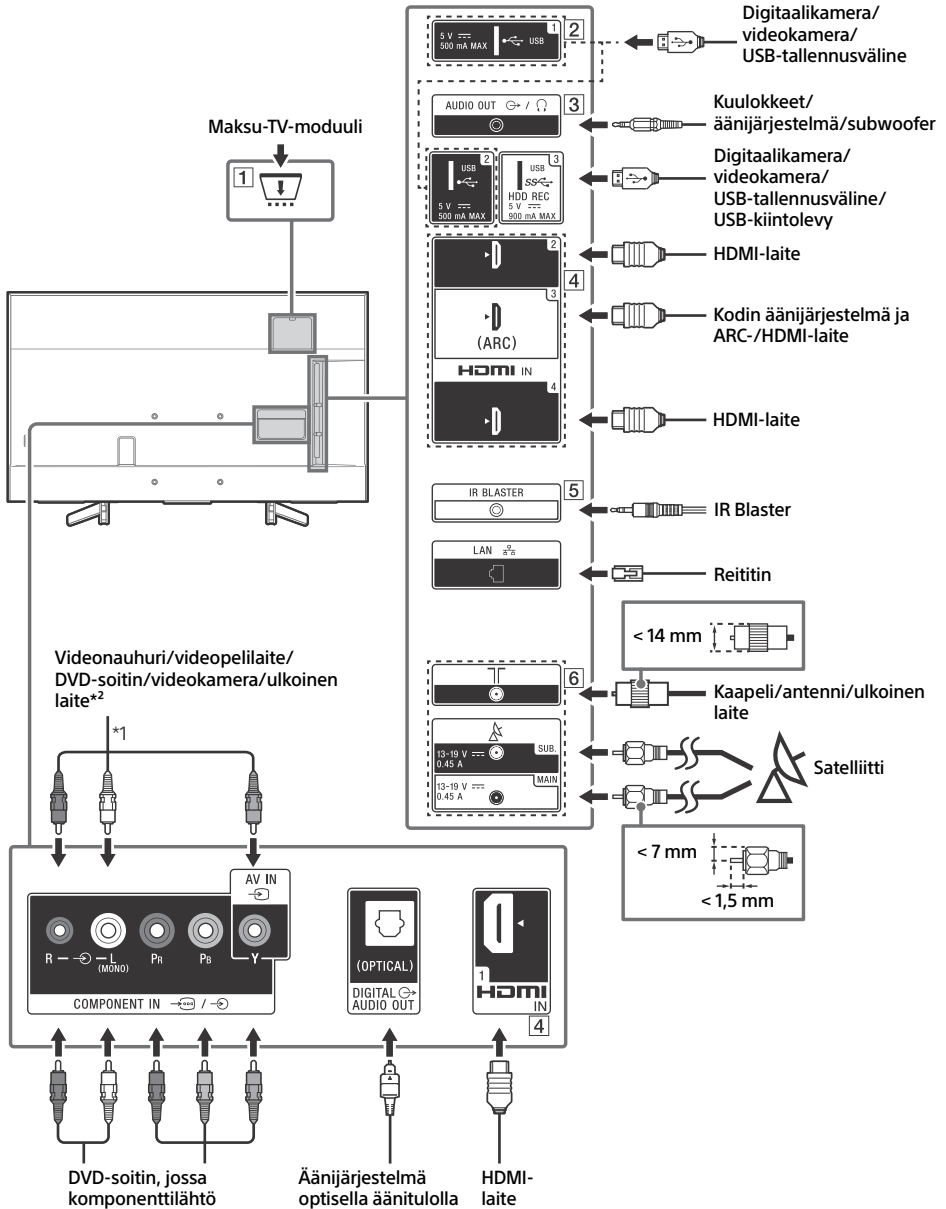 Digitaalikamera/
videokamera/
USB-tallennusväline
5 V
500 mA MAX
USB
1
2
AUDIO OUT /
3
Kuulokkeet/
äänijärjestelmä/subwoofer
Maksu-TV-moduuli
1
2
USB
5 V
500 mA MAX
3
USB
SS
HDD REC
5 V
900 mA MAX
Digitaalikamera/
videokamera/
USB-tallennusväline/
USB-kiintolevy
2
HDMI-laite
4
3
(ARC)
HDMI IN
Kodin äänijärjestelmä ja
ARC-/HDMI-laite
4
HDMI-laite
IR BLASTER
5
IR Blaster
LAN
Reititin
< 14 mm
6
Kaapeli/antenni/ulkoinen
laite
13-19 V
0.45 A
SUB.
13-19 V
0.45 A
MAIN
Satelliitti
< 7 mm
< 1,5 mm
Videonauhuri/videopelilaite/
DVD-soitin/videokamera/ulkoinen
laite*2
*1
AV IN
R
L
(MONO)
PR
PB
Y
COMPONENT IN /
(OPTICAL)
DIGITAL
AUDIO OUT
1
HDMI
IN
4
DVD-soitin, jossa
komponenttilähtö
Äänijärjestelmä
optisella äänitulolla
HDMI-
laite